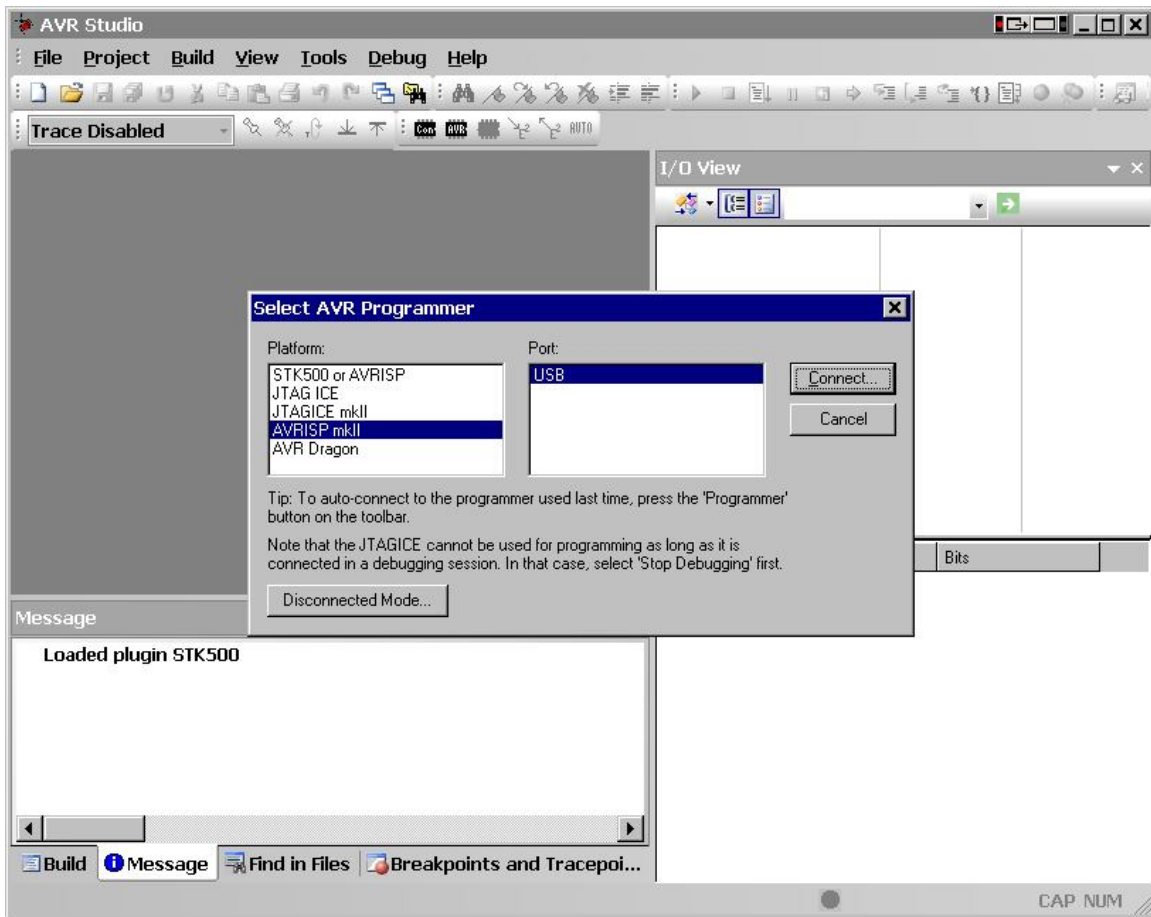 AVR Studio
File Project Build View Tools Debug Help
Trace Disabled
Con AVR AUTO
I/O View
Select AVR Programmer
Platform:
Port:
STK500 or AVRISP
JTAG ICE
JTAGICE mkII
AVRISP mkII
AVR Dragon
USB
Connect...
Cancel
Tip: To auto-connect to the programmer used last time, press the 'Programmer'
button on the toolbar.
Note that the JTAGICE cannot be used for programming as long as it is
connected in a debugging session. In that case, select 'Stop Debugging' first.
Disconnected Mode...
Bits
Message
Loaded plugin STK500
Build Message Find in Files Breakpoints and Tracepoi...
CAP NUM